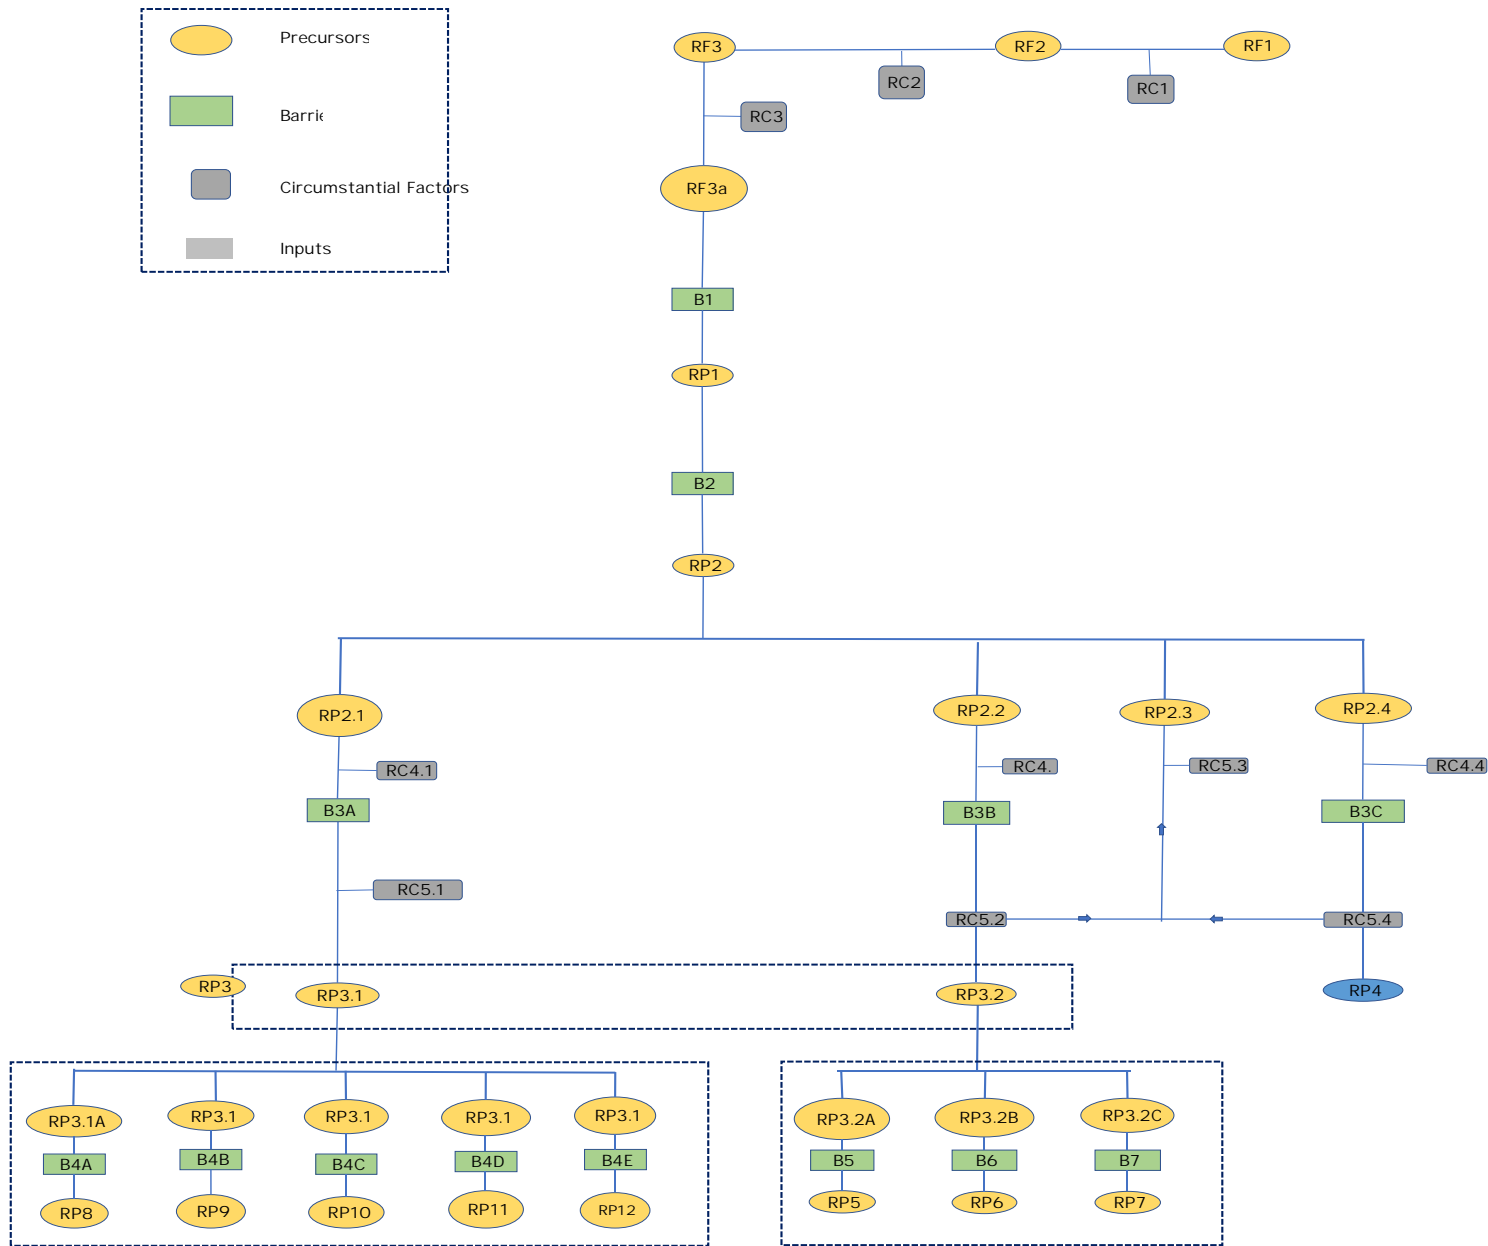 Precursors
Barrie
Circumstantial Factors
Inputs
RF3
RF2
RF1
RC2
RC1
RC3
RF3a
B1
RP1
B2
RP2
RP2.1
RP2.2
RP2.3
RP2.4
RC4.1
RC4.
RC5.3
RC4.4
B3A
B3B
B3C
RC5.1
RC5.2
RC5.4
RP3
RP3.1
RP3.2
RP4
RP3.1A
RP3.1
RP3.1
RP3.1
RP3.1
RP3.2A
RP3.2B
RP3.2C
B4A
B4B
B4C
B4D
B4E
B5
B6
B7
RP8
RP9
RP10
RP11
RP12
RP5
RP6
RP7